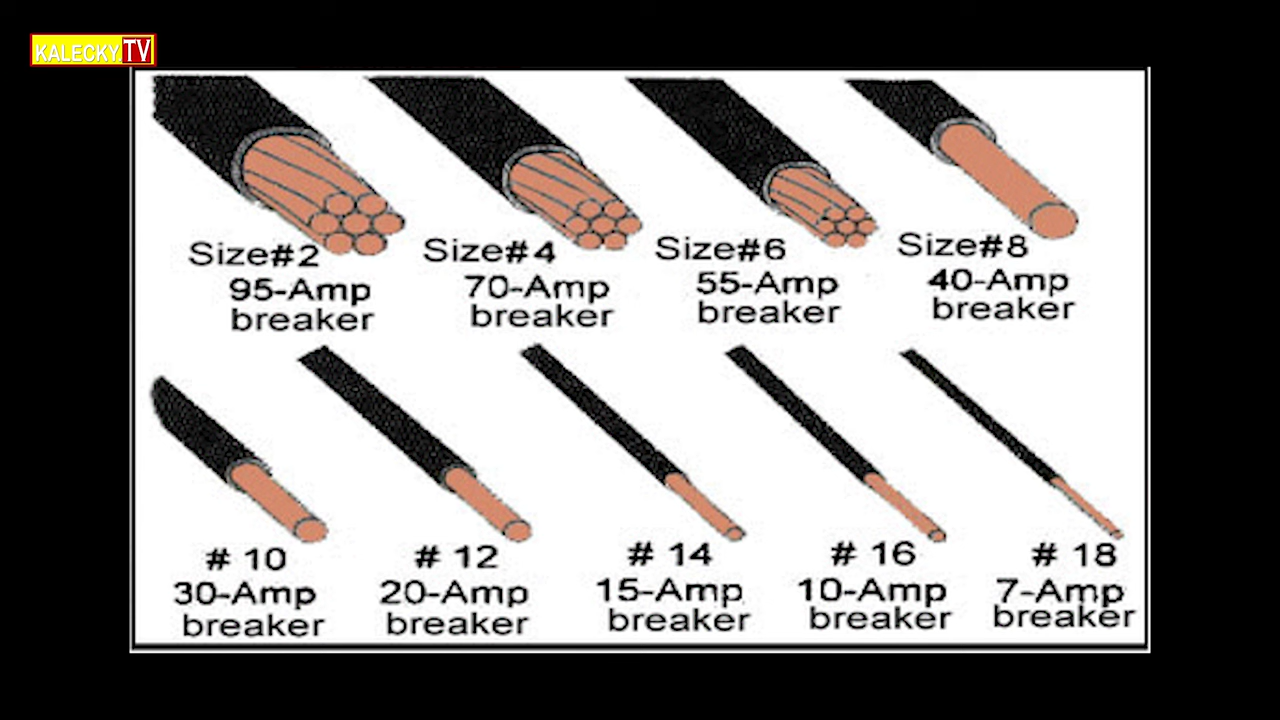 KALECKY TV
Size#2
95-Amp
breaker
Size#4
70-Amp
breaker
Size#6
55-Amp
breaker
Size#8
40-Amp
breaker
# 10
30-Amp
breaker
# 12
20-Amp
breaker
# 14
15-Amp
breaker
# 16
10-Amp
breaker
# 18
7-Amp
breaker